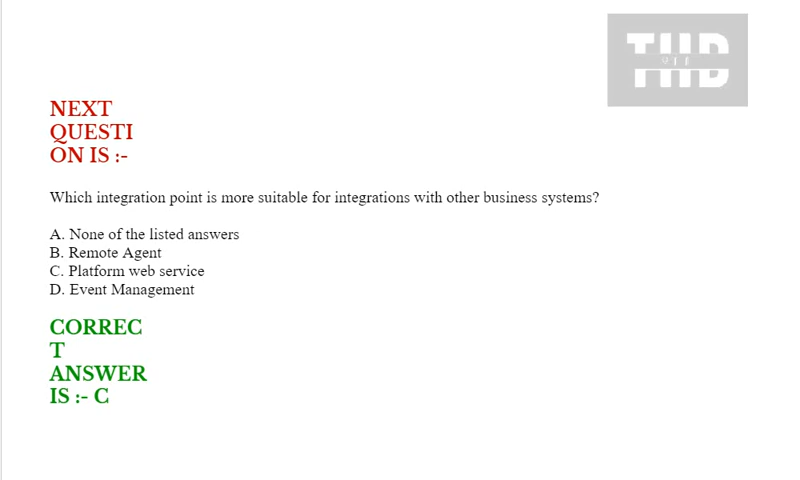 THD
NEXT
QUESTI
ON IS :-
Which integration point is more suitable for integrations with other business systems?
A. None of the listed answers
B. Remote Agent
C. Platform web service
D. Event Management
CORREC
T
ANSWER
IS :- C